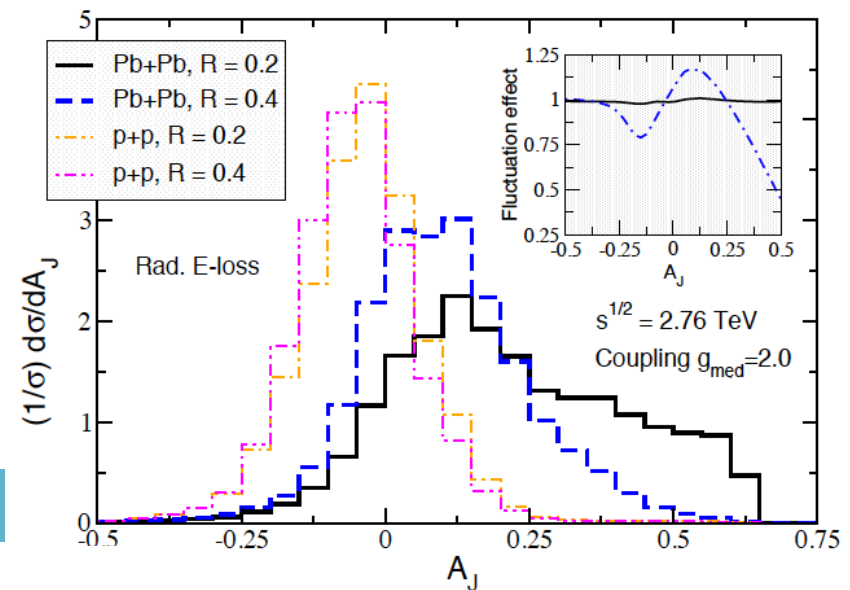 5
Pb+Pb, R = 0.2
Pb+Pb, R = 0.4
p+p, R = 0.2
p+p, R = 0.4
Fluctuation effect
1.25
1
0.75
0.5
0.25
-0.5 -0.25 0 0.25 0.5
A_J
Rad. E-loss
s^1/2 = 2.76 TeV
Coupling g_med=2.0
(1/σ) dσ/dA_J
3
2
1
0
-0.5 -0.25 0 0.25 0.5 0.75
A_J